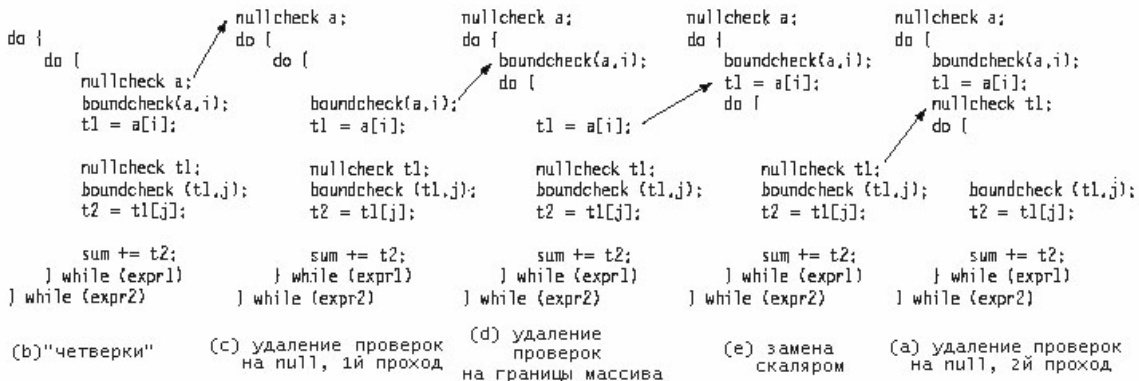 do {
do {
nullcheck a;
boundcheck(a,i);
t1 = a[i];
nullcheck t1;
boundcheck (t1,j);
t2 = t1[j];
sum += t2;
} while (expr1)
} while (expr2)
(b)"четверки"
nullcheck a;
do {
do {
boundcheck(a,i);
t1 = a[i];
nullcheck t1;
boundcheck (t1,j);
t2 = t1[j];
sum += t2;
} while (expr1)
} while (expr2)
(c) удаление проверок
на null, 1й проход
nullcheck a;
do {
boundcheck(a,i);
do {
t1 = a[i];
nullcheck t1;
boundcheck (t1,j);
t2 = t1[j];
sum += t2;
} while (expr1)
} while (expr2)
(d) удаление
проверок
на границы массива
nullcheck a;
do {
boundcheck(a,i);
t1 = a[i];
do {
nullcheck t1;
boundcheck (t1,j);
t2 = t1[j];
sum += t2;
} while (expr1)
} while (expr2)
(e) замена
скаляром
nullcheck a;
do {
boundcheck(a,i);
t1 = a[i];
nullcheck t1;
do {
boundcheck (t1,j);
t2 = t1[j];
sum += t2;
} while (expr1)
} while (expr2)
(a) удаление проверок
на null, 2й проход